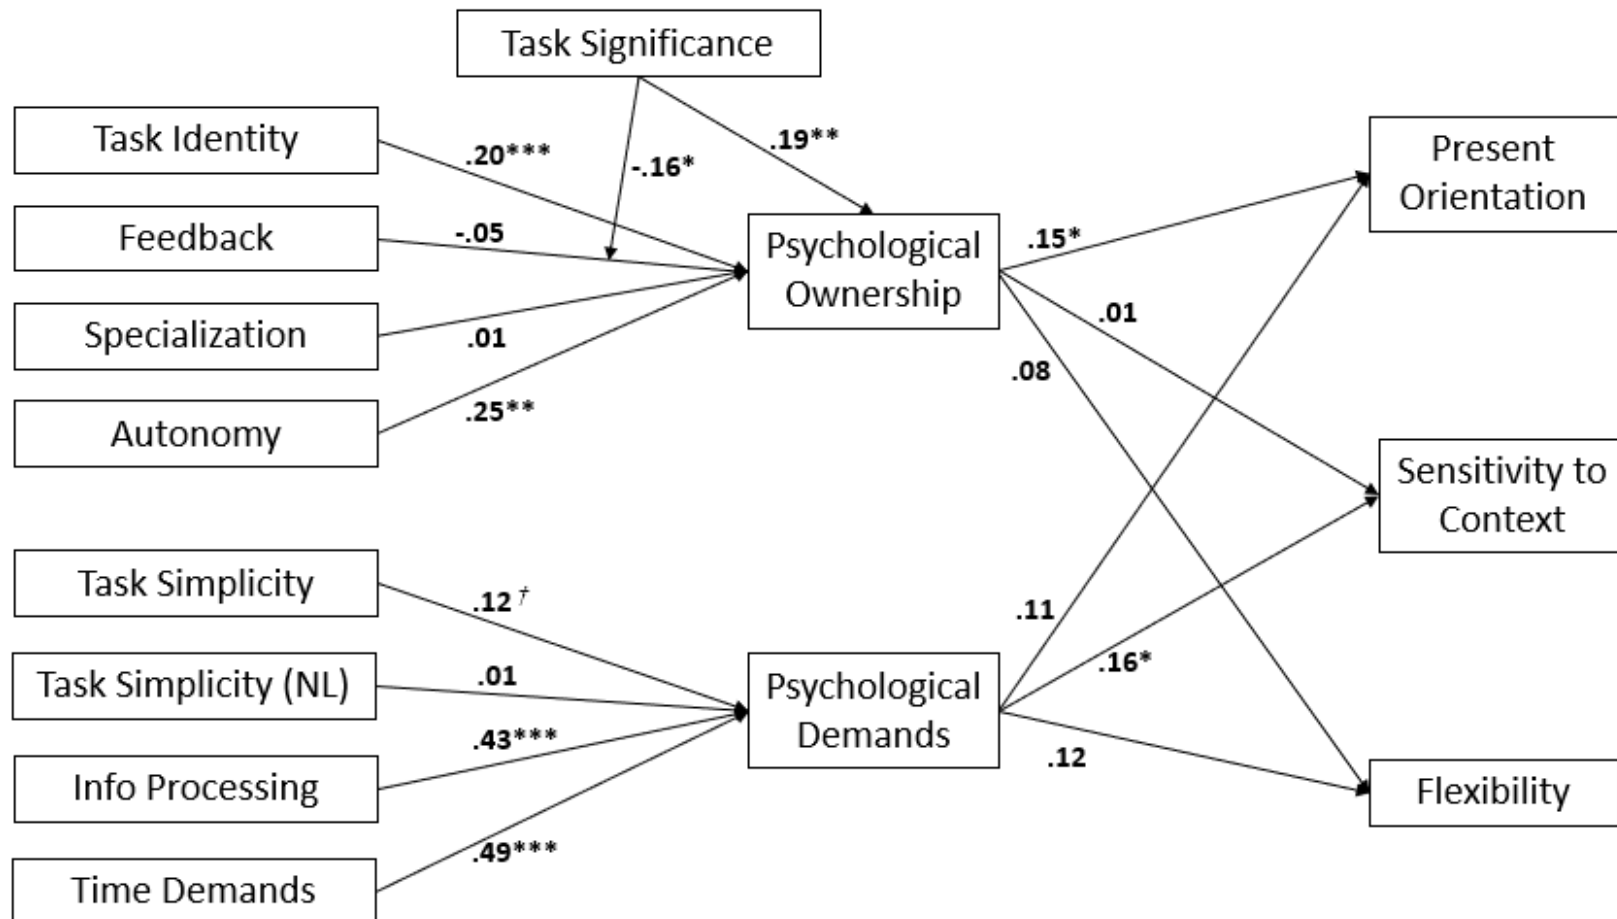 Task Significance
Task Identity
.20***
-.16*
.19**
Present
Orientation
Feedback
-.05
Psychological
Ownership
.15*
Specialization
.01
.01
.08
Autonomy
.25**
Sensitivity to
Context
Task Simplicity
.12 †
.11
.16*
Task Simplicity (NL)
.01
Psychological
Demands
.43***
.12
Info Processing
Flexibility
.49***
Time Demands